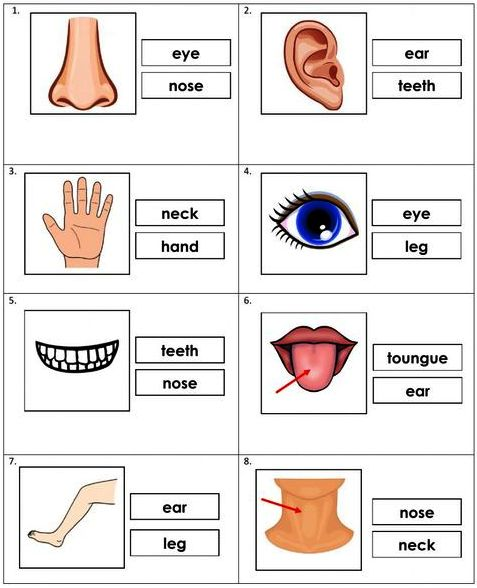 1.
eye
nose
2.
ear
teeth
3.
neck
hand
4.
eye
leg
5.
teeth
nose
6.
toungue
ear
7.
ear
leg
8.
nose
neck